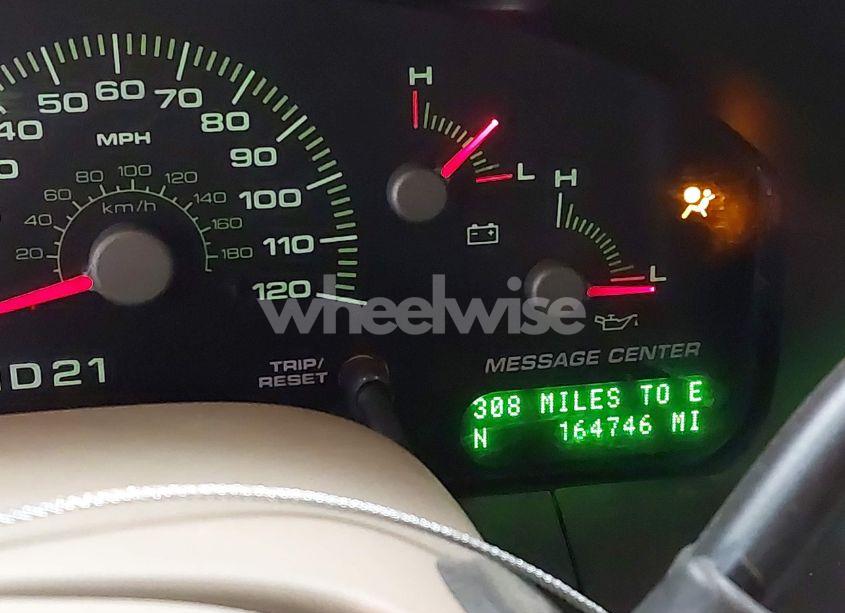 40 50 60 70 80 90 100 110 120
MPH
20 40 60 80 100 120 140 160 180
km/h
H
L
H
L
wheelwise
D21
TRIP/
RESET
MESSAGE CENTER
308 MILES TO E
N 164746 MI